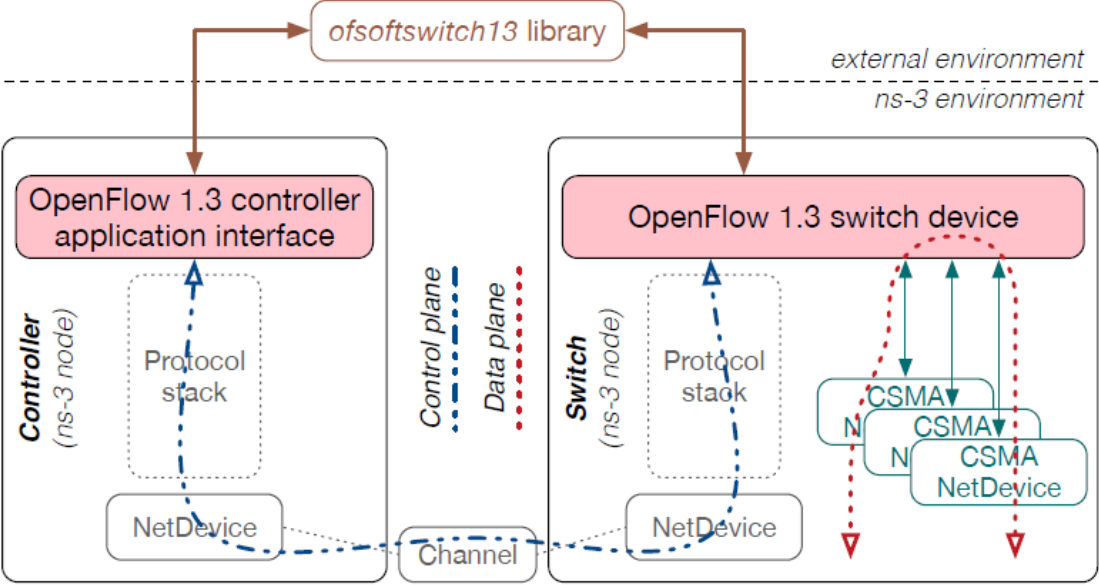 ofsoftswitch13 library
external environment
ns-3 environment
OpenFlow 1.3 controller
application interface
OpenFlow 1.3 switch device
Controller
(ns-3 node)
Protocol
stack
Control plane
Data plane
Switch
(ns-3 node)
Protocol
stack
CSMA
N
CSMA
N
CSMA
NetDevice
NetDevice
Channel
NetDevice